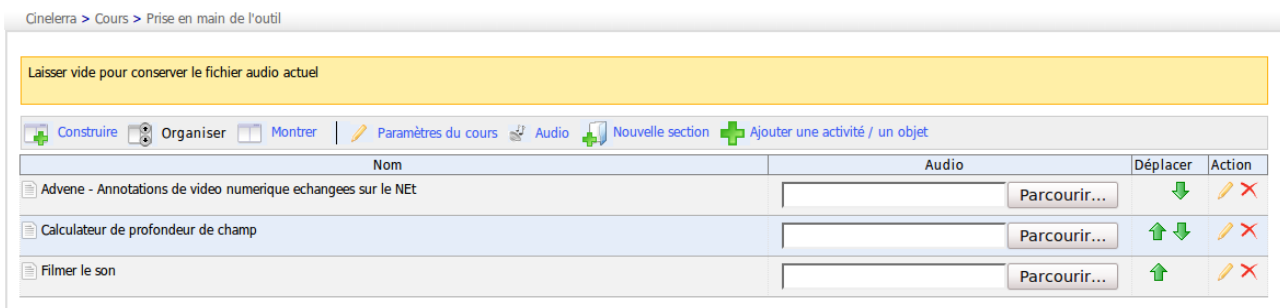 Cinelerra > Cours > Prise en main de l'outil
Laisser vide pour conserver le fichier audio actuel
Construire Organiser Montrer Paramètres du cours Audio Nouvelle section Ajouter une activité / un objet
Nom Audio Déplacer Action
Advene - Annotations de video numerique echangees sur le NEt Parcourir...
Calculateur de profondeur de champ Parcourir...
Filmer le son Parcourir...